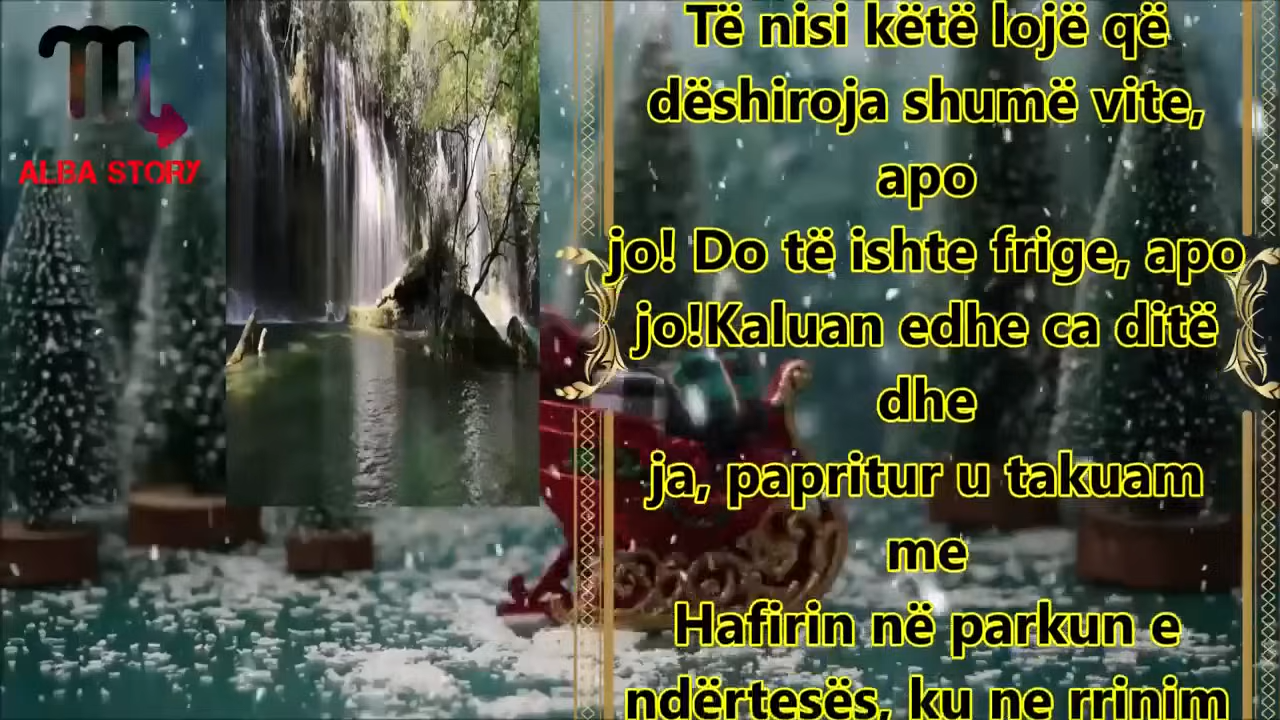 ALBA STORY
Të nisi këtë lojë që
dëshiroja shumë vite,
apo
jo! Do të ishte frige, apo
jo!Kaluan edhe ca ditë
dhe
ja, papritur u takuam
me
Hafirin në parkun e
ndërtesës, ku ne rrinim